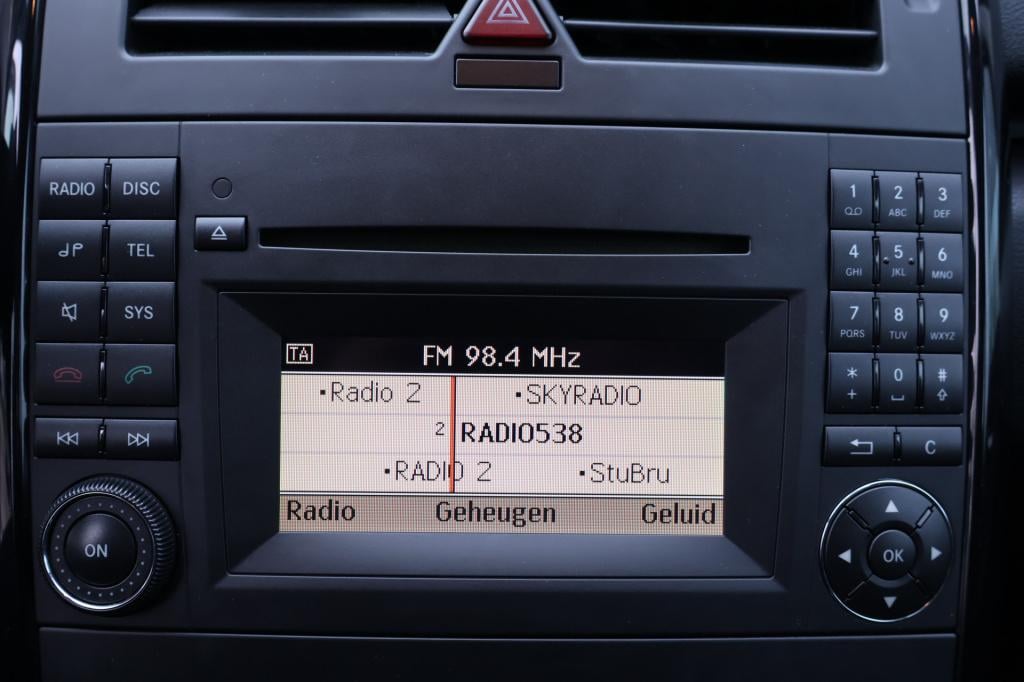 RADIO DISC
TEL
SYS
ON
TA FM 98.4 MHz
•Radio 2 •SKYRADIO
2 RADIO538
•RADIO 2 •StuBru
Radio Geheugen Geluid
1 2 ABC 3 DEF
4 GHI 5 JKL 6 MNO
7 PQRS 8 TUV 9 WXYZ
* + 0 #
C
OK